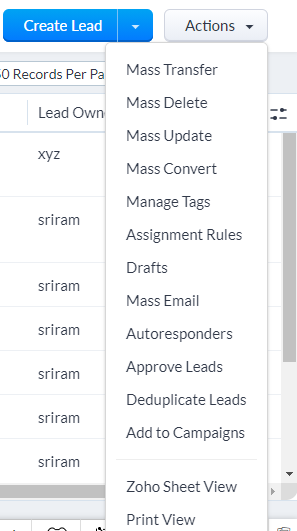 Create Lead
Actions
50 Records Per Pa
Lead Own
Mass Transfer
Mass Delete
Mass Update
Mass Convert
Manage Tags
Assignment Rules
Drafts
Mass Email
Autoresponders
Approve Leads
Deduplicate Leads
Add to Campaigns
Zoho Sheet View
Print View
xyz
sriram
sriram
sriram
sriram
sriram
sriram